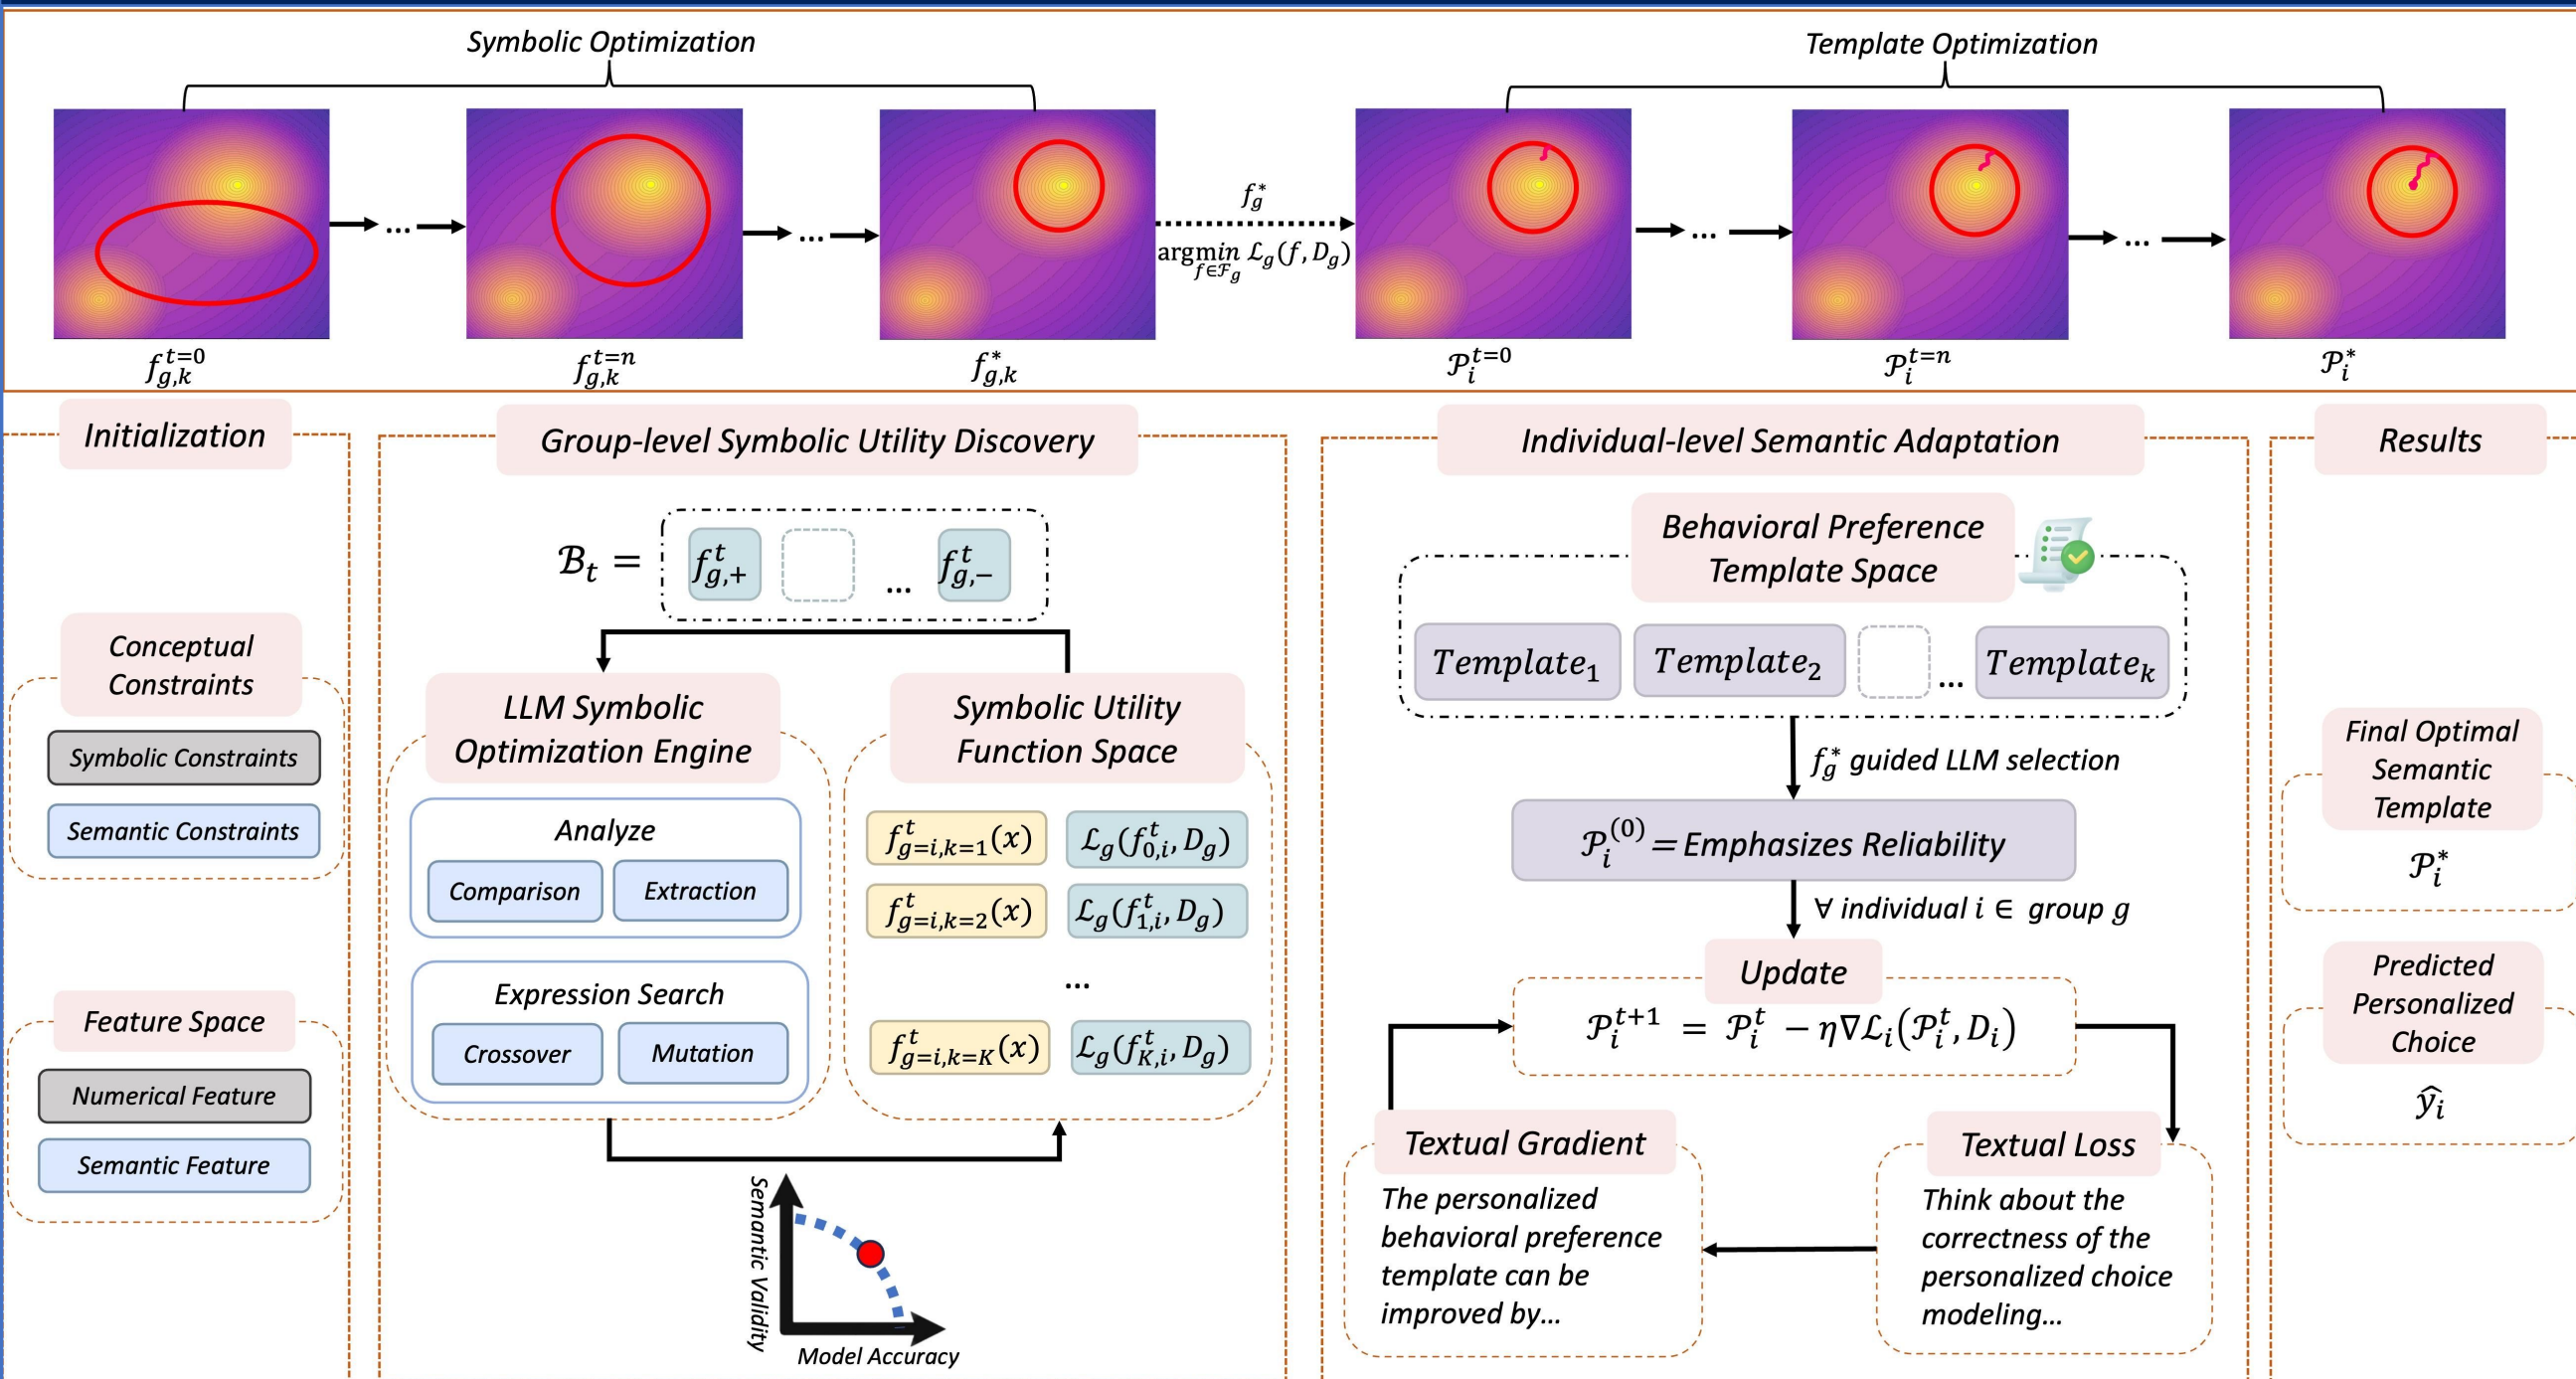 Symbolic Optimization
Template Optimization
f_{g,k}^{t=0}
...
f_{g,k}^{t=n}
...
f_{g,k}^{*}
f_g^*
argmin_{f∈ℱ_g} ℒ_g(f, D_g)
𝒫_i^{t=0}
...
𝒫_i^{t=n}
...
𝒫_i^*
Initialization
Conceptual
Constraints
Symbolic Constraints
Semantic Constraints
Feature Space
Numerical Feature
Semantic Feature
Group-level Symbolic Utility Discovery
ℬ_t = f_{g,+}^t ... f_{g,−}^t
LLM Symbolic
Optimization Engine
Analyze
Comparison
Extraction
Expression Search
Crossover
Mutation
Symbolic Utility
Function Space
f_{g=i,k=1}^t(x) ℒ_g(f_{0,i}^t, D_g)
f_{g=i,k=2}^t(x) ℒ_g(f_{1,i}^t, D_g)
...
f_{g=i,k=K}^t(x) ℒ_g(f_{K,i}^t, D_g)
Semantic Validity
Model Accuracy
Individual-level Semantic Adaptation
Behavioral Preference
Template Space
Template_1 Template_2 ... Template_k
f_g^* guided LLM selection
𝒫_i^{(0)} = Emphasizes Reliability
∀ individual i ∈ group g
Update
𝒫_i^{t+1} = 𝒫_i^t − η∇ℒ_i(𝒫_i^t, D_i)
Textual Gradient
The personalized
behavioral preference
template can be
improved by...
Textual Loss
Think about the
correctness of the
personalized choice
modeling...
Results
Final Optimal
Semantic
Template
𝒫_i^*
Predicted
Personalized
Choice
ŷ_i